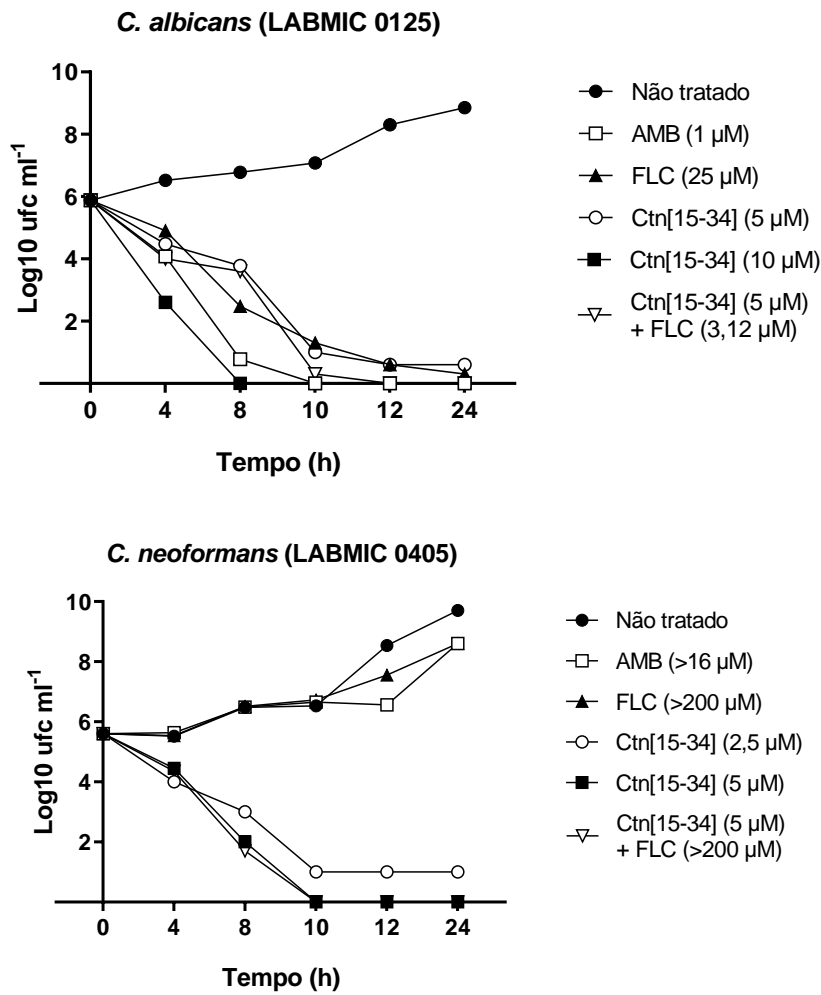 C. albicans (LABMIC 0125)
Log10 ufc ml-1
10
8
6
4
2
0 4 8 10 12 24
Tempo (h)
Não tratado
AMB (1 µM)
FLC (25 µM)
Ctn[15-34] (5 µM)
Ctn[15-34] (10 µM)
Ctn[15-34] (5 µM)
+ FLC (3,12 µM)
C. neoformans (LABMIC 0405)
Log10 ufc ml-1
10
8
6
4
2
0 4 8 10 12 24
Tempo (h)
Não tratado
AMB (>16 µM)
FLC (>200 µM)
Ctn[15-34] (2,5 µM)
Ctn[15-34] (5 µM)
Ctn[15-34] (5 µM)
+ FLC (>200 µM)